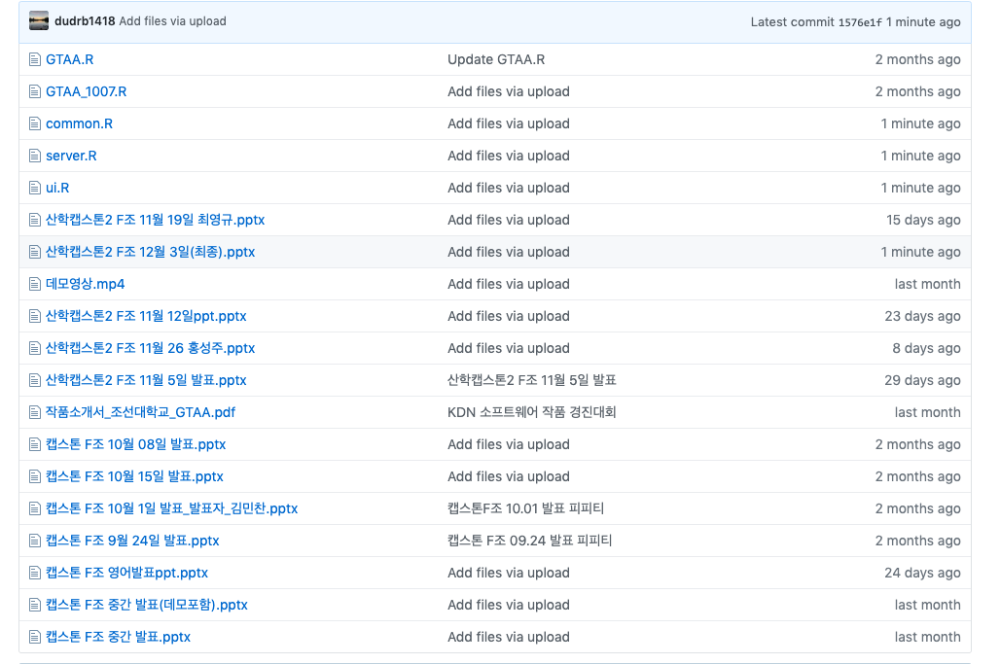 dudrb1418 Add files via upload Latest commit 1576e1f 1 minute ago
GTAA.R Update GTAA.R 2 months ago
GTAA_1007.R Add files via upload 2 months ago
common.R Add files via upload 1 minute ago
server.R Add files via upload 1 minute ago
ui.R Add files via upload 1 minute ago
산학캡스톤2 F조 11월 19일 최영규.pptx Add files via upload 15 days ago
산학캡스톤2 F조 12월 3일(최종).pptx Add files via upload 1 minute ago
데모영상.mp4 Add files via upload last month
산학캡스톤2 F조 11월 12일ppt.pptx Add files via upload 23 days ago
산학캡스톤2 F조 11월 26 홍성주.pptx Add files via upload 8 days ago
산학캡스톤2 F조 11월 5일 발표.pptx 산학캡스톤2 F조 11월 5일 발표 29 days ago
작품소개서_조선대학교_GTAA.pdf KDN 소프트웨어 작품 경진대회 last month
캡스톤 F조 10월 08일 발표.pptx Add files via upload 2 months ago
캡스톤 F조 10월 15일 발표.pptx Add files via upload 2 months ago
캡스톤 F조 10월 1일 발표_발표자_김민찬.pptx 캡스톤F조 10.01 발표 피피티 2 months ago
캡스톤 F조 9월 24일 발표.pptx 캡스톤 F조 09.24 발표 피피티 2 months ago
캡스톤 F조 영어발표ppt.pptx Add files via upload 24 days ago
캡스톤 F조 중간 발표(데모포함).pptx Add files via upload last month
캡스톤 F조 중간 발표.pptx Add files via upload last month